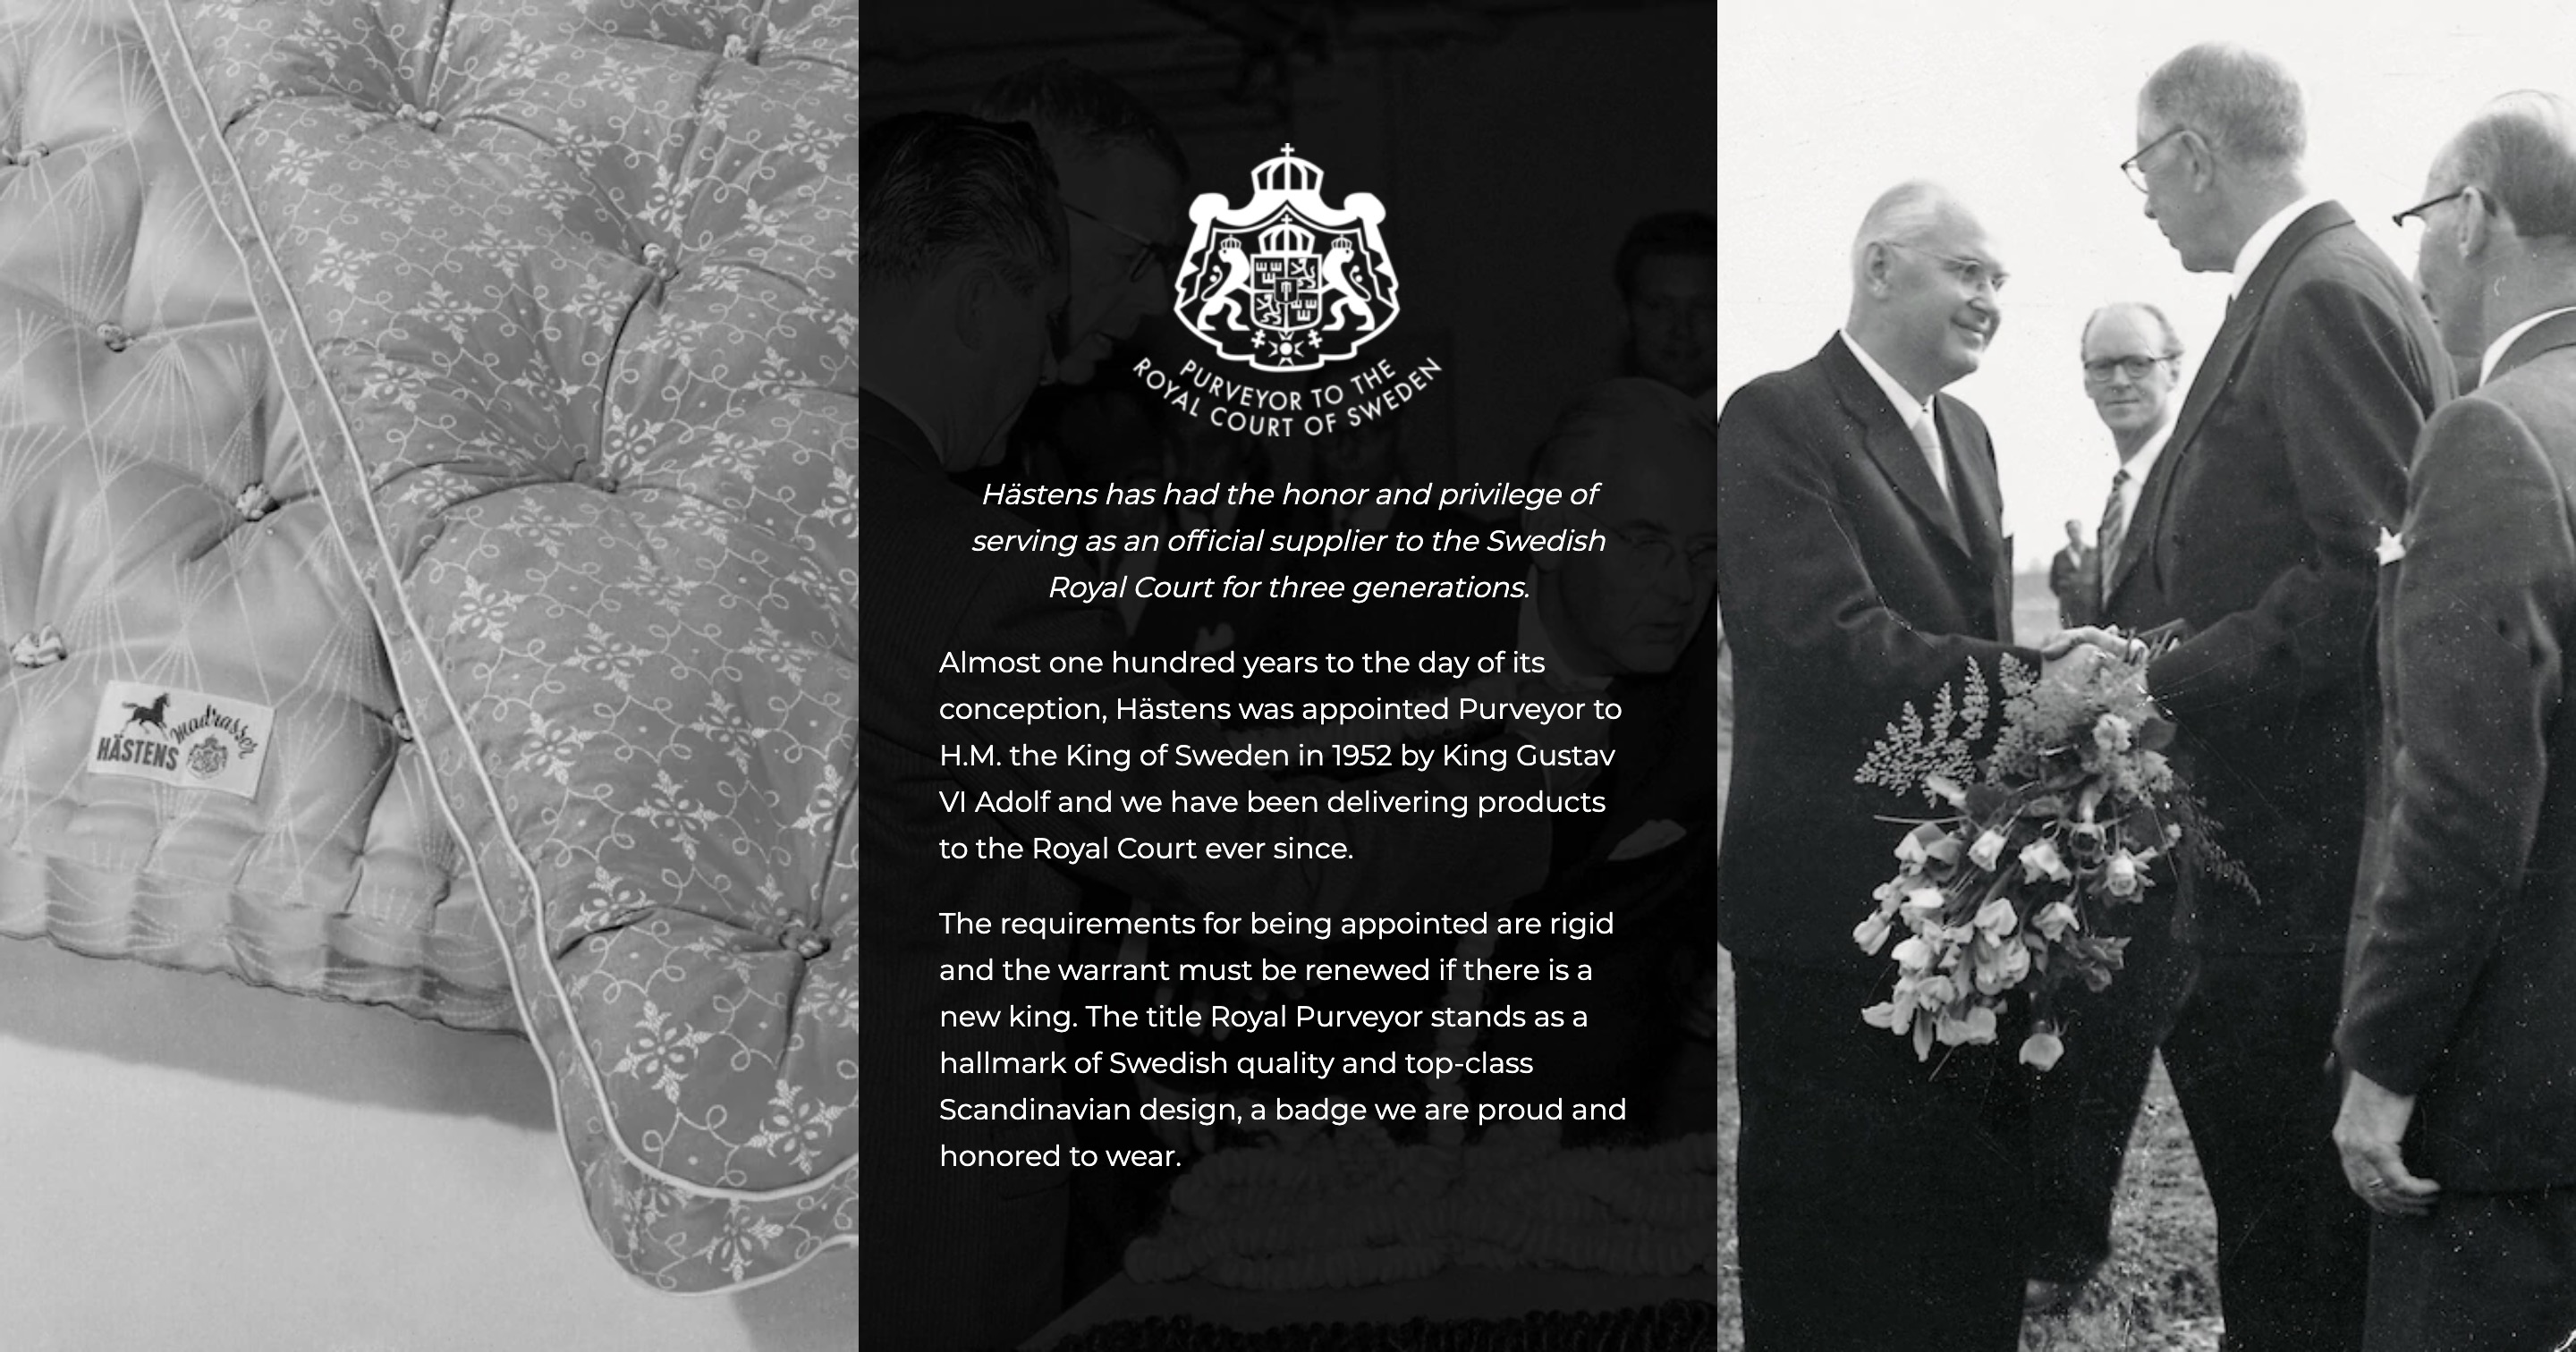 HÄSTENS
madrasser
PURVEYOR TO THE
ROYAL COURT OF SWEDEN
Hästens has had the honor and privilege of
serving as an official supplier to the Swedish
Royal Court for three generations.
Almost one hundred years to the day of its
conception, Hästens was appointed Purveyor to
H.M. the King of Sweden in 1952 by King Gustav
VI Adolf and we have been delivering products
to the Royal Court ever since.
The requirements for being appointed are rigid
and the warrant must be renewed if there is a
new king. The title Royal Purveyor stands as a
hallmark of Swedish quality and top-class
Scandinavian design, a badge we are proud and
honored to wear.